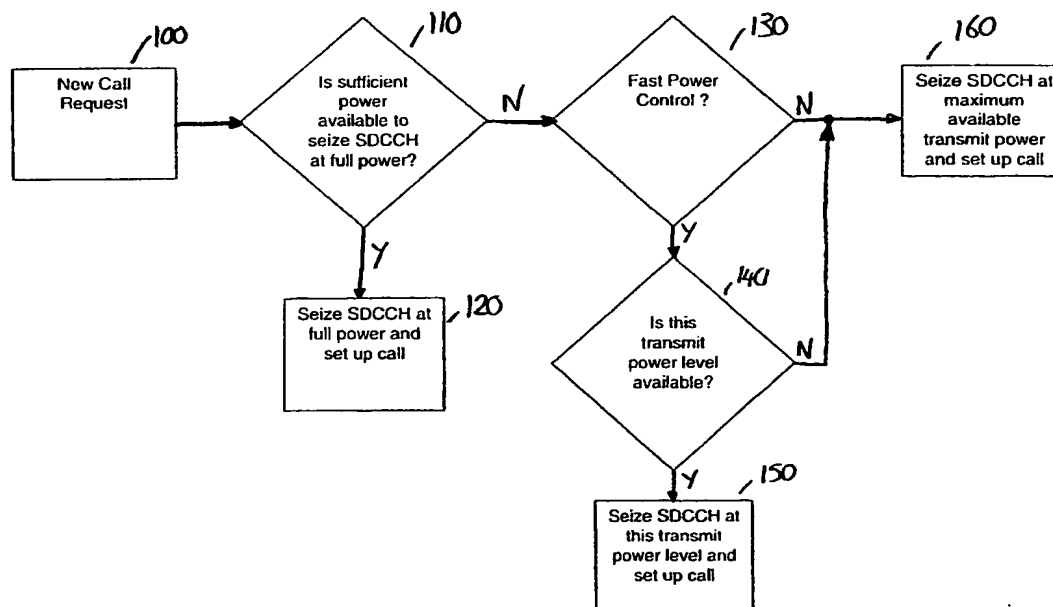 100
New Call
Request
110
Is sufficient
power
available to
seize SDCCH
at full power?
N
Y
120
Seize SDCCH at
full power and
set up call
130
Fast Power
Control ?
N
Y
140
Is this
transmit
power level
available?
N
Y
150
Seize SDCCH at
this transmit
power level and
set up call
160
Seize SDCCH at
maximum
available
transmit power
and set up call